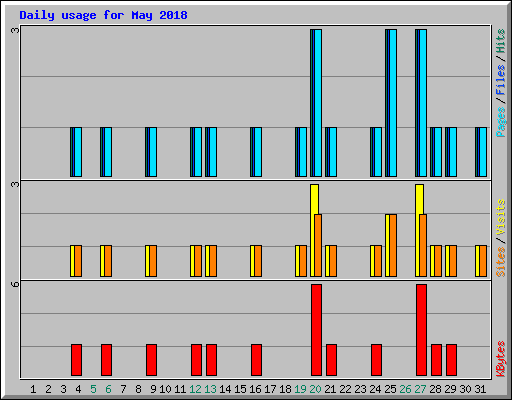 Daily usage for May 2018
3
Pages/Files/Hits
3
Sites/Visits
6
KBytes
1 2 3 4 5 6 7 8 9 10 11 12 13 14 15 16 17 18 19 20 21 22 23 24 25 26 27 28 29 30 31